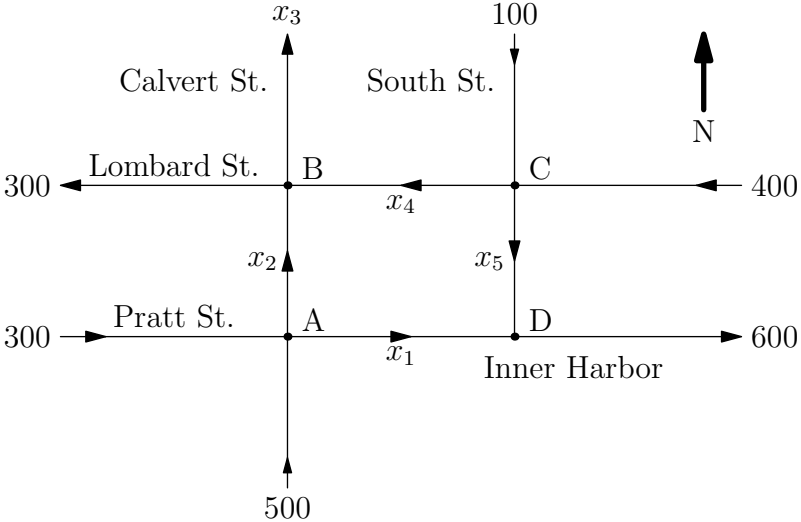 x₃ 100
Calvert St. South St.
N
Lombard St. B C
300 400
x₄
x₂ x₅
Pratt St. A D
300 600
x₁
Inner Harbor
500